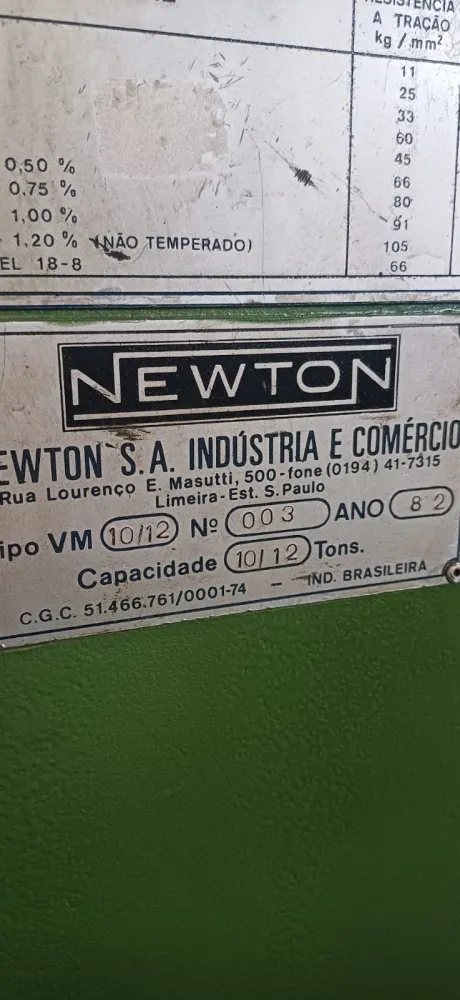 RESISTÊNCIA
A TRAÇÃO
kg / mm²
11
25
33
60
0,50 % 45
0,75 % 66
1,00 % 80
91
1,20 % (NÃO TEMPERADO) 105
EL 18-8 66
NEWTON
EWTON S.A. INDÚSTRIA E COMÉRCIO
Rua Lourenço E. Masutti, 500-fone (0194) 41-7315
Limeira-Est. S. Paulo
ipo VM 10/12 Nº 003 ANO 82
Capacidade 10/12 Tons.
C.G.C. 51.466.761/0001-74 — IND. BRASILEIRA